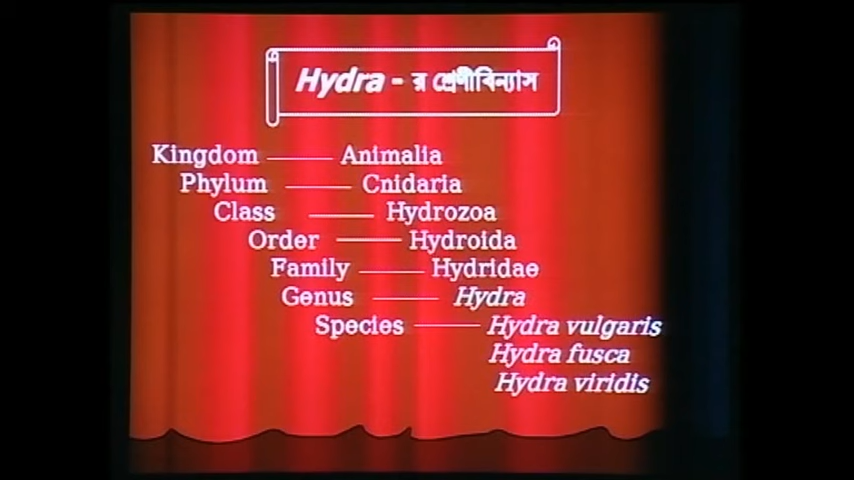 Hydra - র শ্রেণীবিন্যাস
Kingdom —— Animalia
Phylum —— Cnidaria
Class —— Hydrozoa
Order —— Hydroida
Family —— Hydridae
Genus —— Hydra
Species —— Hydra vulgaris
Hydra fusca
Hydra viridis